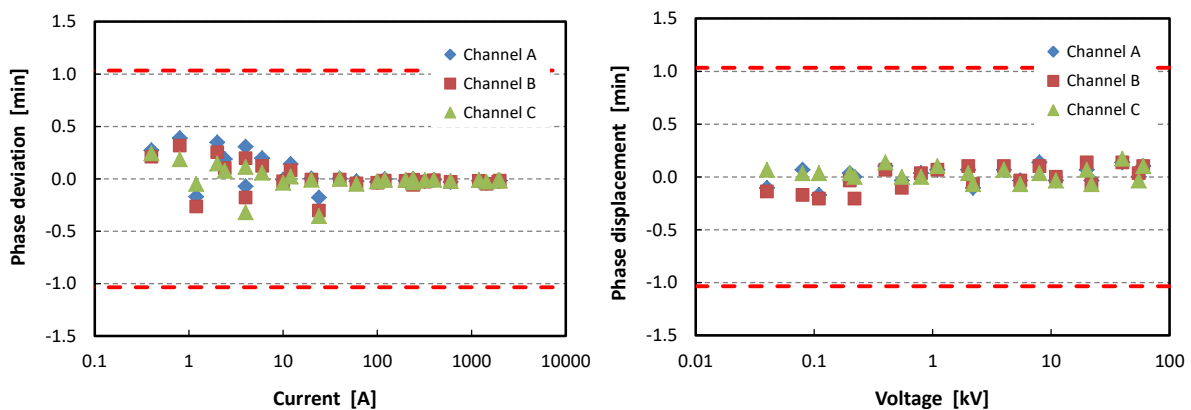 1.5
1.0
0.5
0.0
-0.5
-1.0
-1.5
Phase deviation [min]
Channel A
Channel B
Channel C
0.1
1
10
100
1000
10000
Current [A]
1.5
1.0
0.5
0.0
-0.5
-1.0
-1.5
Phase displacement [min]
Channel A
Channel B
Channel C
0.01
0.1
1
10
100
Voltage [kV]